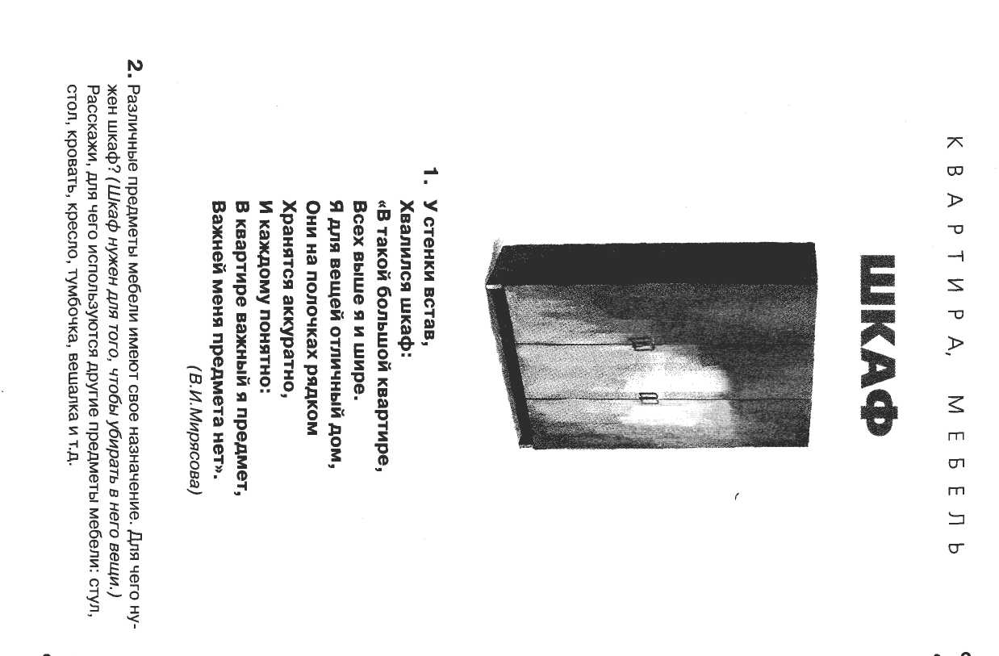 КВАРТИРА, МЕБЕЛЬ
ШКАФ
1. У стенки встав,
Хвалился шкаф:
«В такой большой квартире,
Всех выше я и шире.
Я для вещей отличный дом,
Они на полочках рядком
Хранятся аккуратно,
И каждому понятно:
В квартире важный я предмет,
Важней меня предмета нет».
(В.И.Мирясова)
2. Различные предметы мебели имеют свое назначение. Для чего ну-
жен шкаф? (Шкаф нужен для того, чтобы убирать в него вещи.)
Расскажи, для чего используются другие предметы мебели: стул,
стол, кровать, кресло, тумбочка, вешалка и т.д.